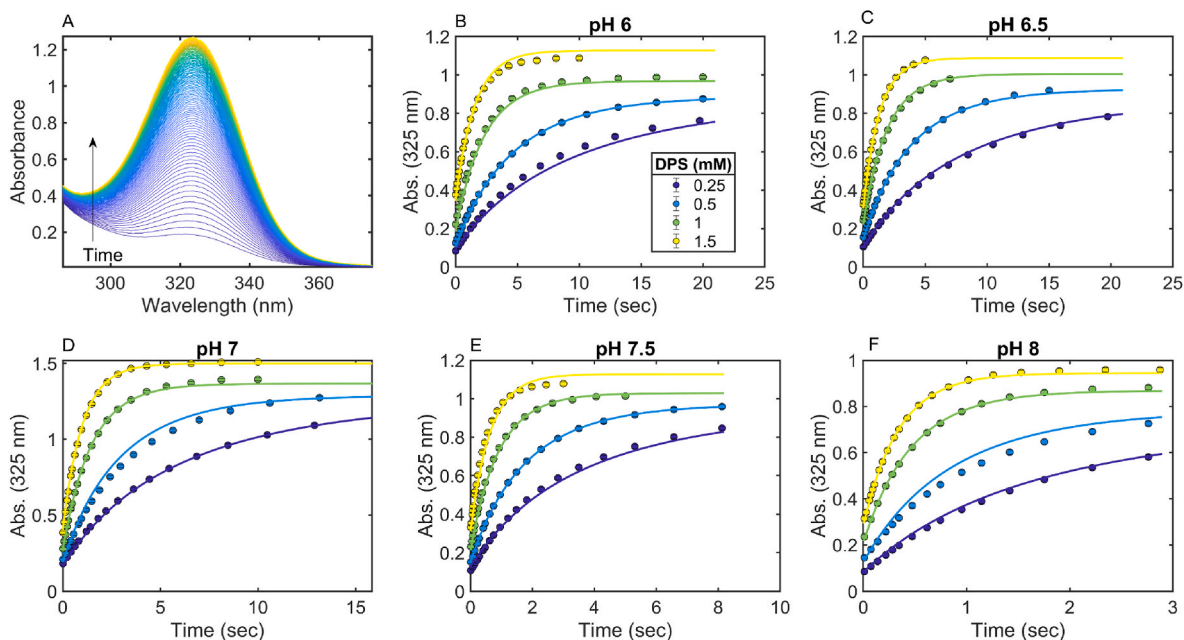 A
Absorbance
1.2
1
0.8
0.6
0.4
0.2
Time
300 320 340 360
Wavelength (nm)
B
pH 6
Abs. (325 nm)
1.2
1
0.8
0.6
0.4
0.2
0
DPS (mM)
0.25
0.5
1
1.5
0 5 10 15 20 25
Time (sec)
C
pH 6.5
Abs. (325 nm)
1.2
1
0.8
0.6
0.4
0.2
0
0 5 10 15 20 25
Time (sec)
D
pH 7
Abs. (325 nm)
1.5
1
0.5
0
0 5 10 15
Time (sec)
E
pH 7.5
Abs. (325 nm)
1.2
1
0.8
0.6
0.4
0.2
0
0 2 4 6 8 10
Time (sec)
F
pH 8
Abs. (325 nm)
1
0.8
0.6
0.4
0.2
0
0 1 2 3
Time (sec)